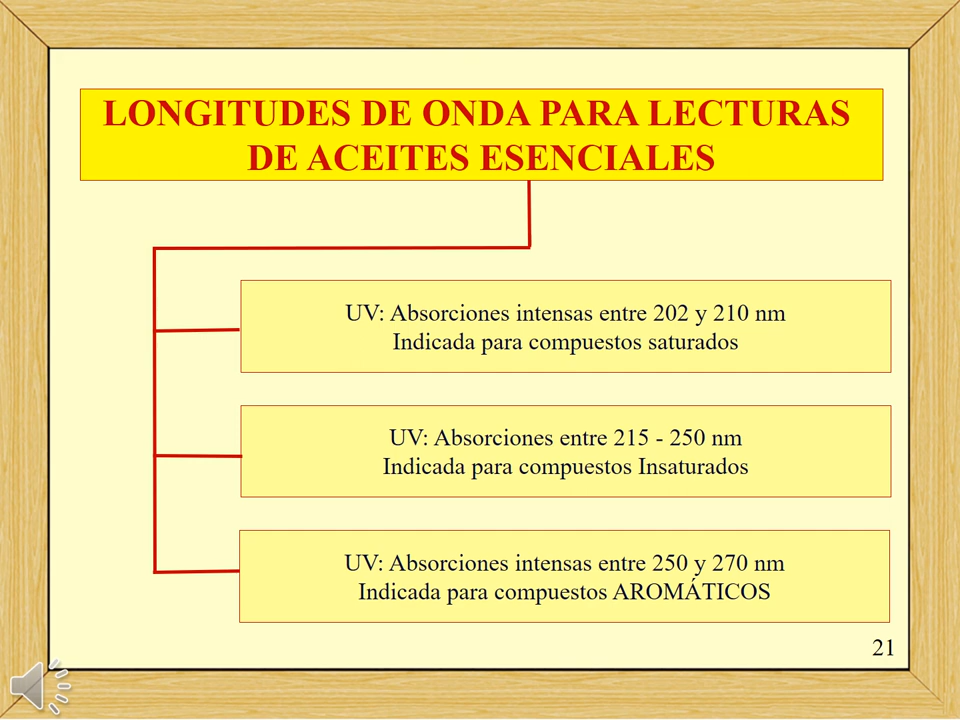 LONGITUDES DE ONDA PARA LECTURAS
DE ACEITES ESENCIALES
UV: Absorciones intensas entre 202 y 210 nm
Indicada para compuestos saturados
UV: Absorciones entre 215 - 250 nm
Indicada para compuestos Insaturados
UV: Absorciones intensas entre 250 y 270 nm
Indicada para compuestos AROMÁTICOS
21